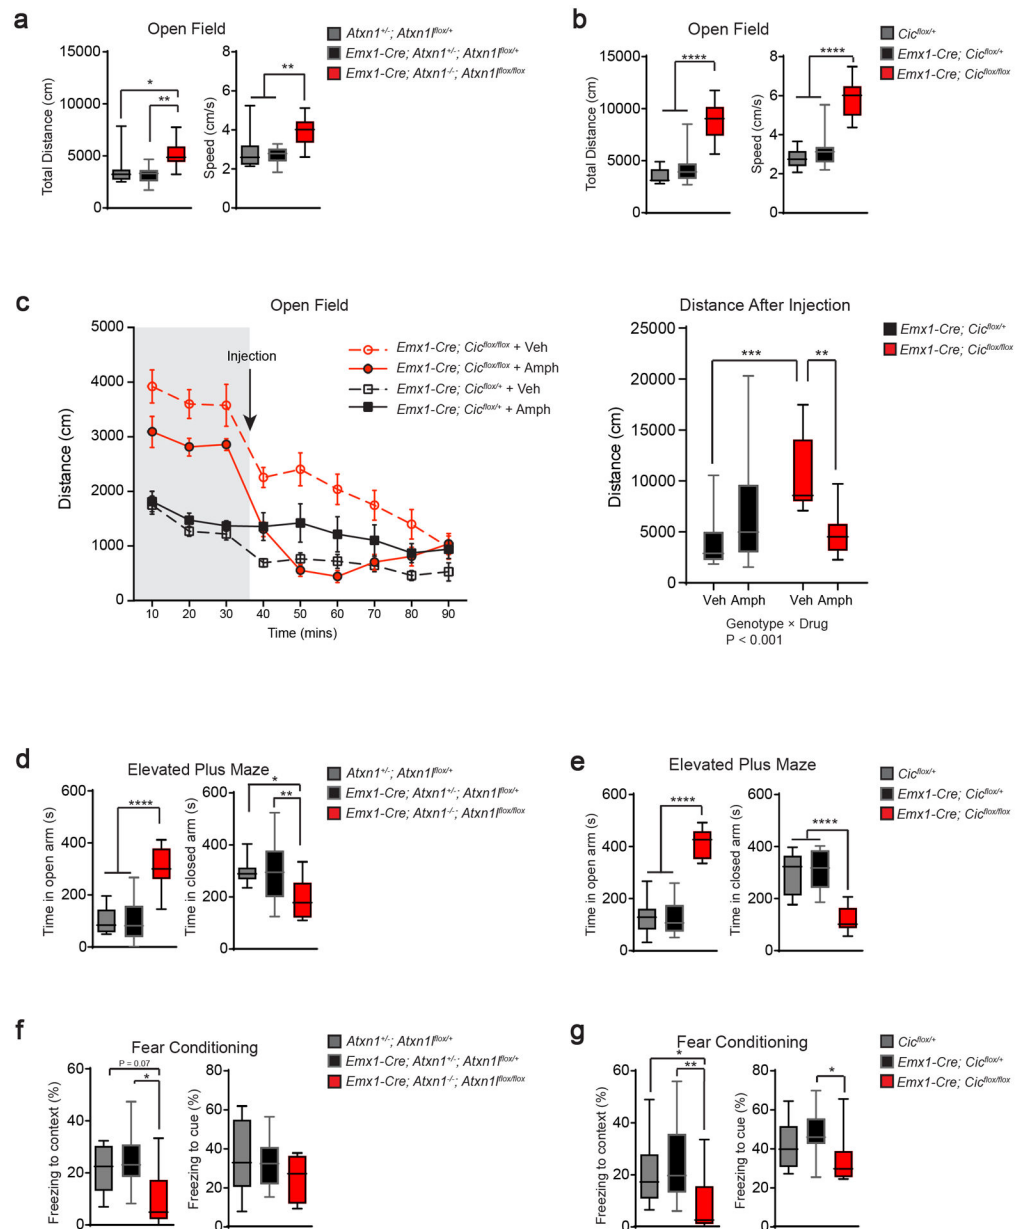 a
Open Field
Atxn1+/-; Atxn1lflox/+
Emx1-Cre; Atxn1+/-; Atxn1lflox/+
Emx1-Cre; Atxn1-/-; Atxn1lflox/flox
Total Distance (cm)
15000
10000
5000
0
*
**
Speed (cm/s)
8
6
4
2
0
**
b
Open Field
Cicflox/+
Emx1-Cre; Cicflox/+
Emx1-Cre; Cicflox/flox
Total Distance (cm)
15000
10000
5000
0
****
Speed (cm/s)
8
6
4
2
0
****
c
Open Field
Distance (cm)
5000
4000
3000
2000
1000
0
Injection
Emx1-Cre; Cicflox/flox + Veh
Emx1-Cre; Cicflox/flox + Amph
Emx1-Cre; Cicflox/+ + Veh
Emx1-Cre; Cicflox/+ + Amph
10 20 30 40 50 60 70 80 90
Time (mins)
Distance After Injection
Emx1-Cre; Cicflox/+
Emx1-Cre; Cicflox/flox
Distance (cm)
25000
20000
15000
10000
5000
0
***
**
Veh Amph Veh Amph
Genotype × Drug
P < 0.001
d
Elevated Plus Maze
Atxn1+/-; Atxn1lflox/+
Emx1-Cre; Atxn1+/-; Atxn1lflox/+
Emx1-Cre; Atxn1-/-; Atxn1lflox/flox
Time in open arm (s)
600
400
200
0
****
Time in closed arm (s)
600
400
200
0
*
**
e
Elevated Plus Maze
Cicflox/+
Emx1-Cre; Cicflox/+
Emx1-Cre; Cicflox/flox
Time in open arm (s)
600
400
200
0
****
Time in closed arm (s)
600
400
200
0
****
f
Fear Conditioning
Atxn1+/-; Atxn1lflox/+
Emx1-Cre; Atxn1+/-; Atxn1lflox/+
Emx1-Cre; Atxn1-/-; Atxn1lflox/flox
Freezing to context (%)
60
40
20
0
P = 0.07
*
Freezing to cue (%)
80
60
40
20
0
g
Fear Conditioning
Cicflox/+
Emx1-Cre; Cicflox/+
Emx1-Cre; Cicflox/flox
Freezing to context (%)
60
40
20
0
*
**
Freezing to cue (%)
80
60
40
20
0
*